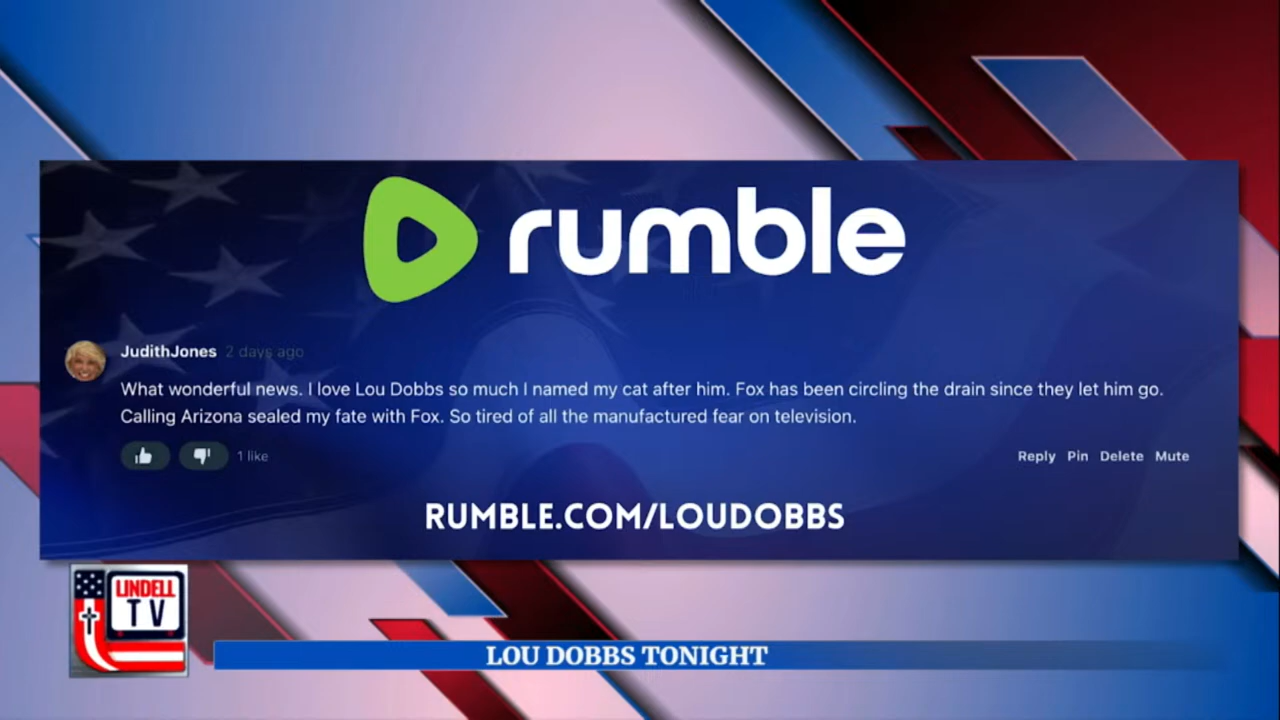 rumble
JudithJones 2 days ago
What wonderful news. I love Lou Dobbs so much I named my cat after him. Fox has been circling the drain since they let him go.
Calling Arizona sealed my fate with Fox. So tired of all the manufactured fear on television.
1 like Reply Pin Delete Mute
RUMBLE.COM/LOUDOBBS
LINDELL
TV
LOU DOBBS TONIGHT